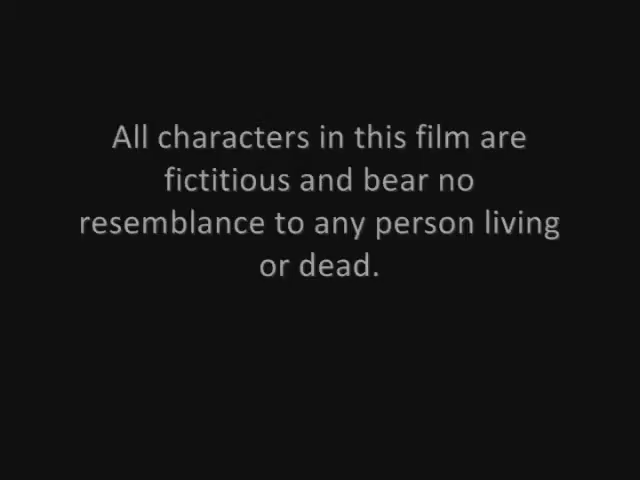 All characters in this film are
fictitious and bear no
resemblance to any person living
or dead.